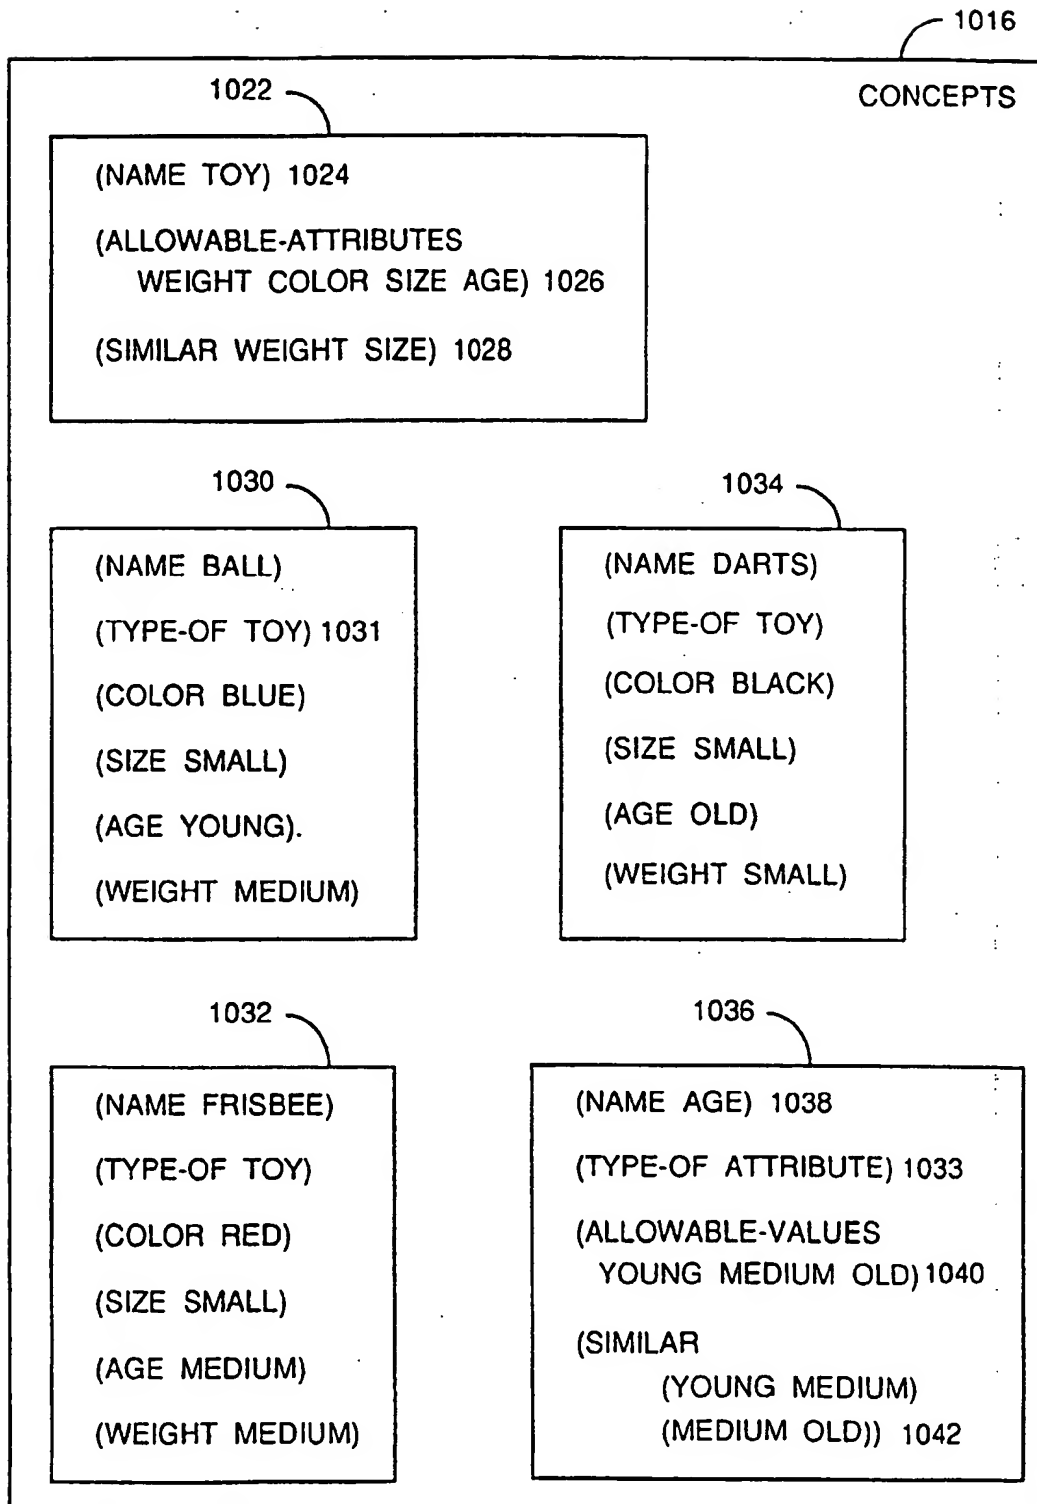 1016
CONCEPTS
1022
(NAME TOY) 1024
(ALLOWABLE-ATTRIBUTES
WEIGHT COLOR SIZE AGE) 1026
(SIMILAR WEIGHT SIZE) 1028
1030
(NAME BALL)
(TYPE-OF TOY) 1031
(COLOR BLUE)
(SIZE SMALL)
(AGE YOUNG).
(WEIGHT MEDIUM)
1034
(NAME DARTS)
(TYPE-OF TOY)
(COLOR BLACK)
(SIZE SMALL)
(AGE OLD)
(WEIGHT SMALL)
1032
(NAME FRISBEE)
(TYPE-OF TOY)
(COLOR RED)
(SIZE SMALL)
(AGE MEDIUM)
(WEIGHT MEDIUM)
1036
(NAME AGE) 1038
(TYPE-OF ATTRIBUTE) 1033
(ALLOWABLE-VALUES
YOUNG MEDIUM OLD) 1040
(SIMILAR
(YOUNG MEDIUM)
(MEDIUM OLD)) 1042